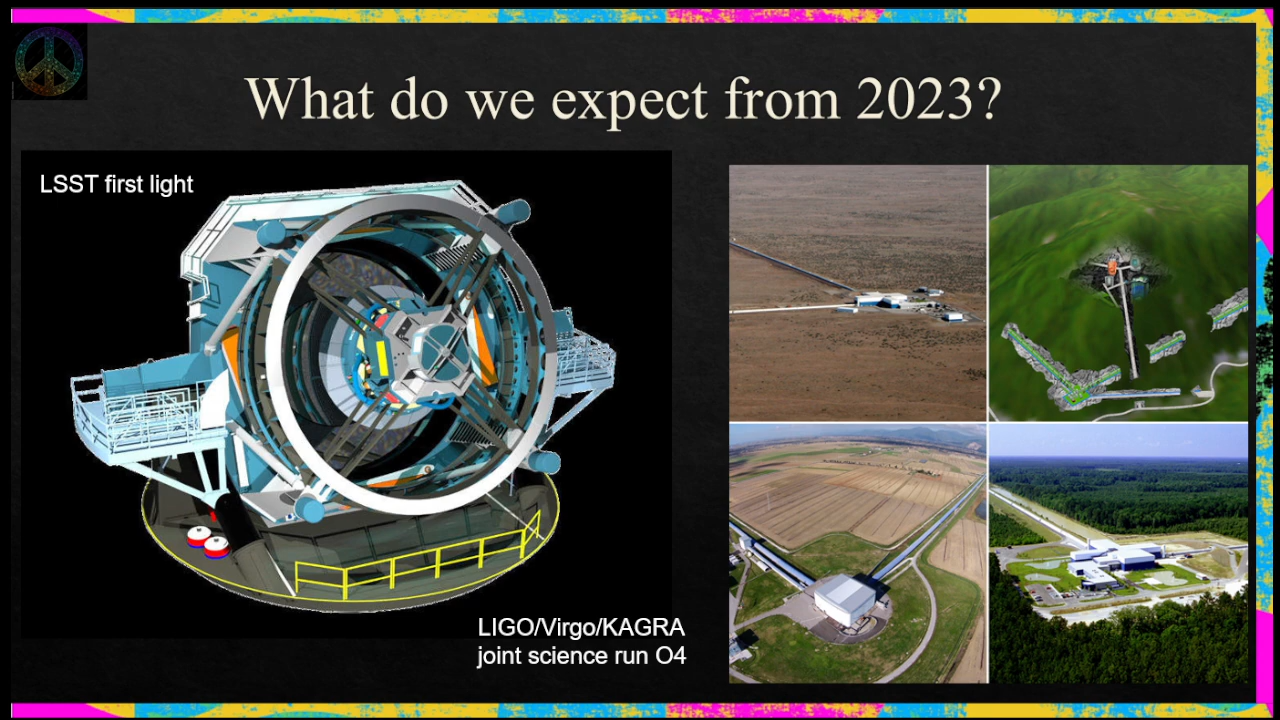 What do we expect from 2023?
LSST first light
LIGO/Virgo/KAGRA
joint science run O4